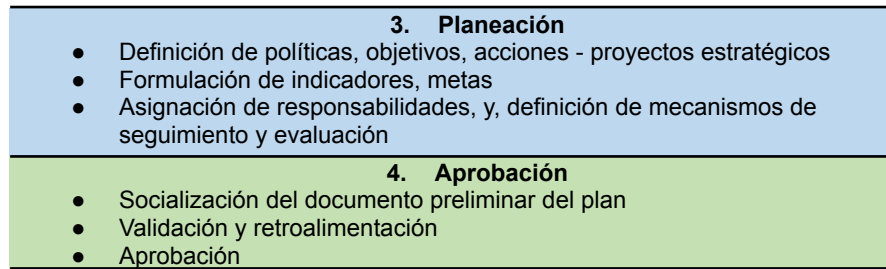 3. Planeación
● Definición de políticas, objetivos, acciones - proyectos estratégicos
● Formulación de indicadores, metas
● Asignación de responsabilidades, y, definición de mecanismos de
seguimiento y evaluación
4. Aprobación
● Socialización del documento preliminar del plan
● Validación y retroalimentación
● Aprobación